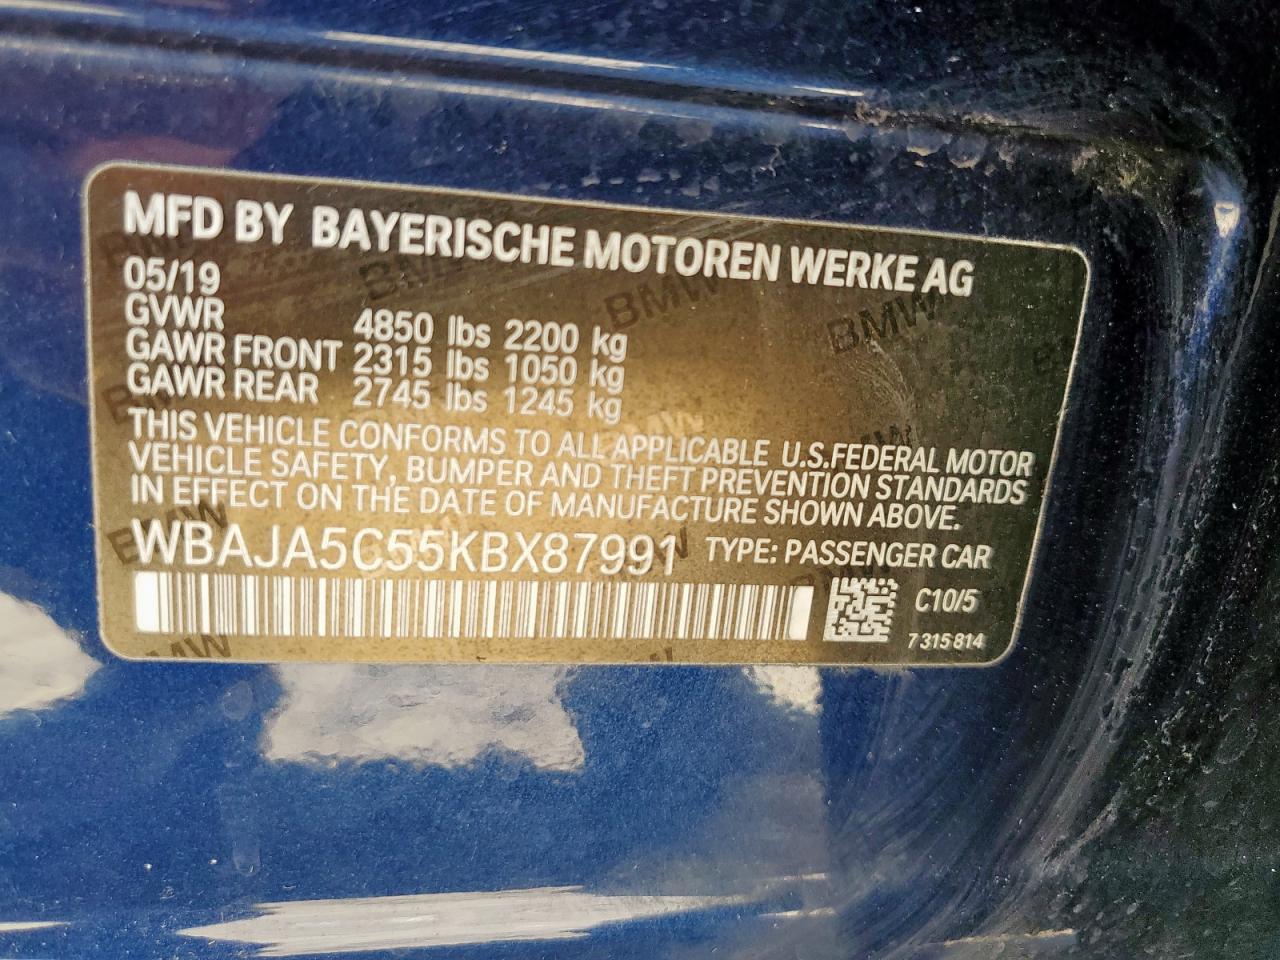 MFD BY BAYERISCHE MOTOREN WERKE AG
05/19
GVWR 4850 lbs 2200 kg
GAWR FRONT 2315 lbs 1050 kg
GAWR REAR 2745 lbs 1245 kg
THIS VEHICLE CONFORMS TO ALL APPLICABLE U.S.FEDERAL MOTOR
VEHICLE SAFETY, BUMPER AND THEFT PREVENTION STANDARDS
IN EFFECT ON THE DATE OF MANUFACTURE SHOWN ABOVE.
WBAJA5C55KBX87991 TYPE: PASSENGER CAR
C10/5
7 315 814